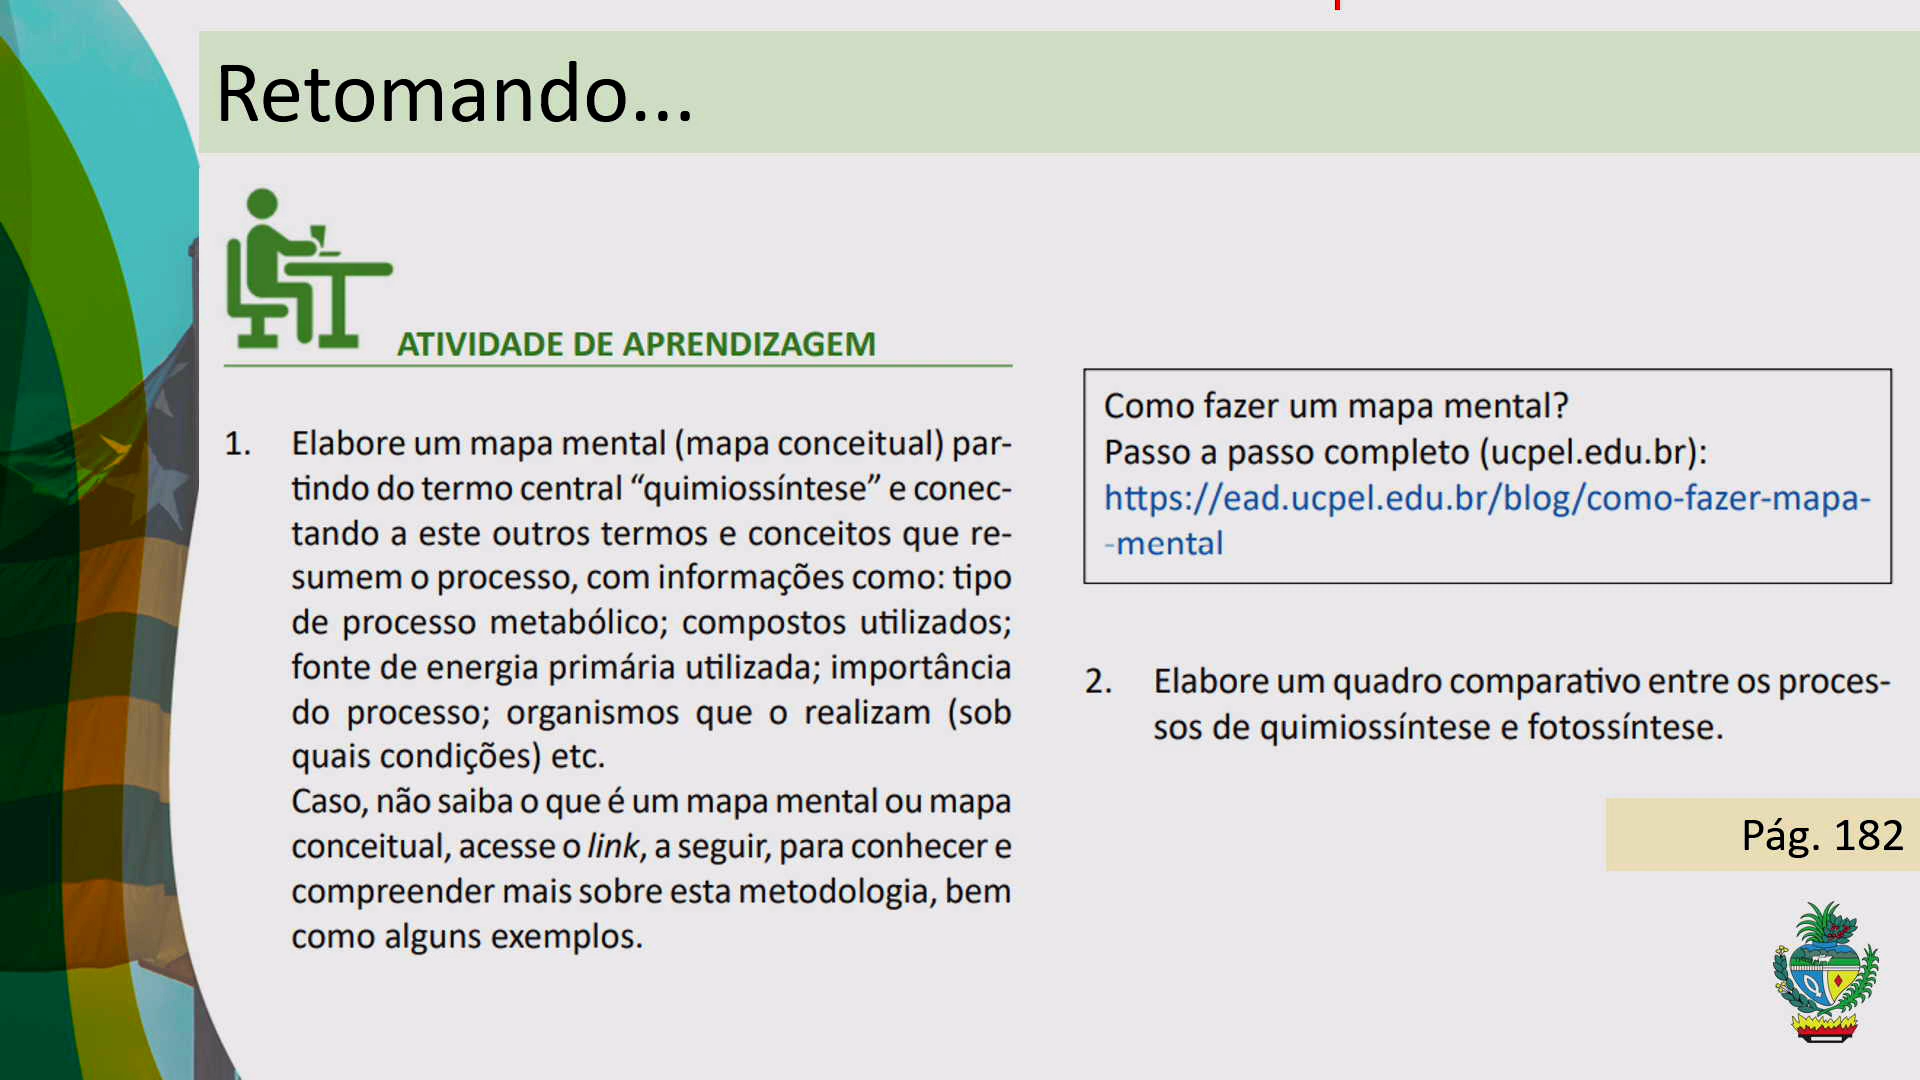 Retomando...
ATIVIDADE DE APRENDIZAGEM
1. Elabore um mapa mental (mapa conceitual) par-
tindo do termo central “quimiossíntese” e conec-
tando a este outros termos e conceitos que re-
sumem o processo, com informações como: tipo
de processo metabólico; compostos utilizados;
fonte de energia primária utilizada; importância
do processo; organismos que o realizam (sob
quais condições) etc.
Caso, não saiba o que é um mapa mental ou mapa
conceitual, acesse o link, a seguir, para conhecer e
compreender mais sobre esta metodologia, bem
como alguns exemplos.
Como fazer um mapa mental?
Passo a passo completo (ucpel.edu.br):
https://ead.ucpel.edu.br/blog/como-fazer-mapa-
-mental
2. Elabore um quadro comparativo entre os proces-
sos de quimiossíntese e fotossíntese.
Pág. 182